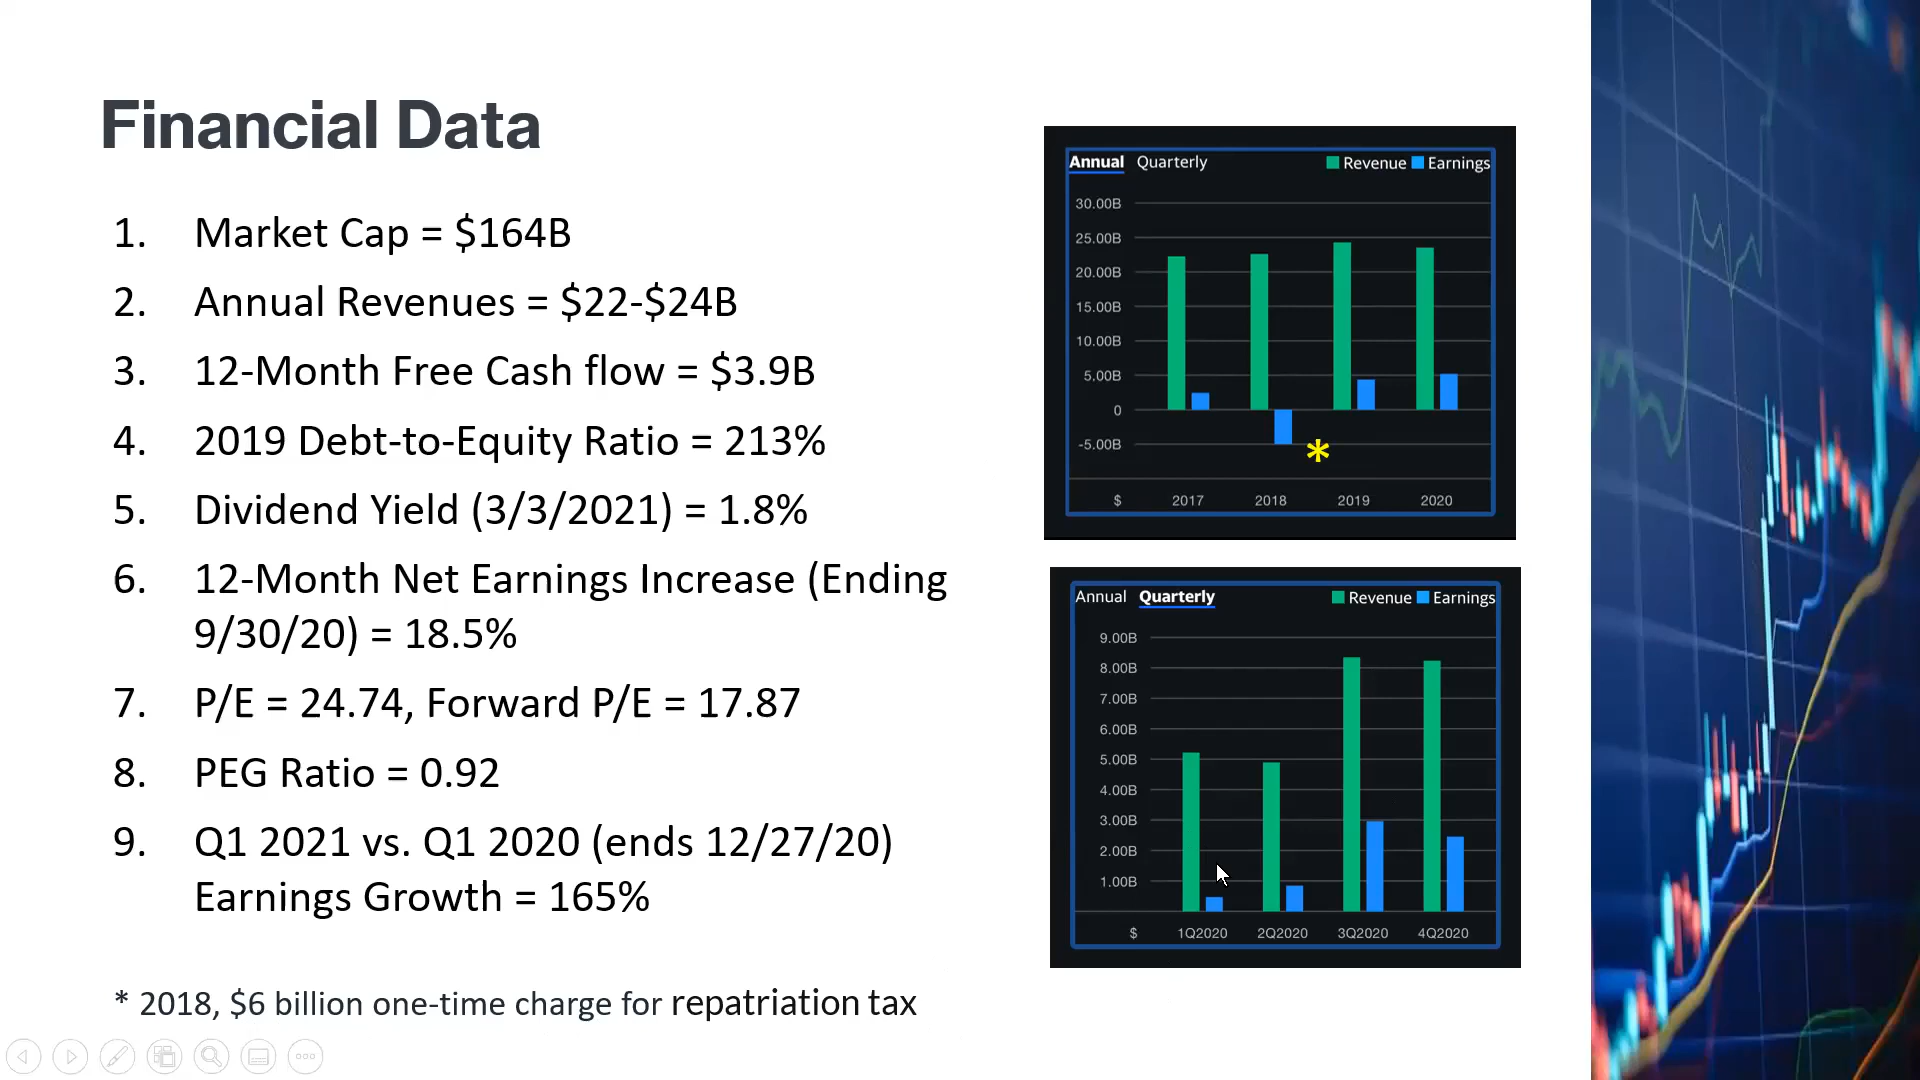 Financial Data
1. Market Cap = $164B
2. Annual Revenues = $22-$24B
3. 12-Month Free Cash flow = $3.9B
4. 2019 Debt-to-Equity Ratio = 213%
5. Dividend Yield (3/3/2021) = 1.8%
6. 12-Month Net Earnings Increase (Ending
9/30/20) = 18.5%
7. P/E = 24.74, Forward P/E = 17.87
8. PEG Ratio = 0.92
9. Q1 2021 vs. Q1 2020 (ends 12/27/20)
Earnings Growth = 165%
* 2018, $6 billion one-time charge for repatriation tax
Annual Quarterly Revenue Earnings
30.00B
25.00B
20.00B
15.00B
10.00B
5.00B
0
-5.00B
*
$ 2017 2018 2019 2020
Annual Quarterly Revenue Earnings
9.00B
8.00B
7.00B
6.00B
5.00B
4.00B
3.00B
2.00B
1.00B
$ 1Q2020 2Q2020 3Q2020 4Q2020